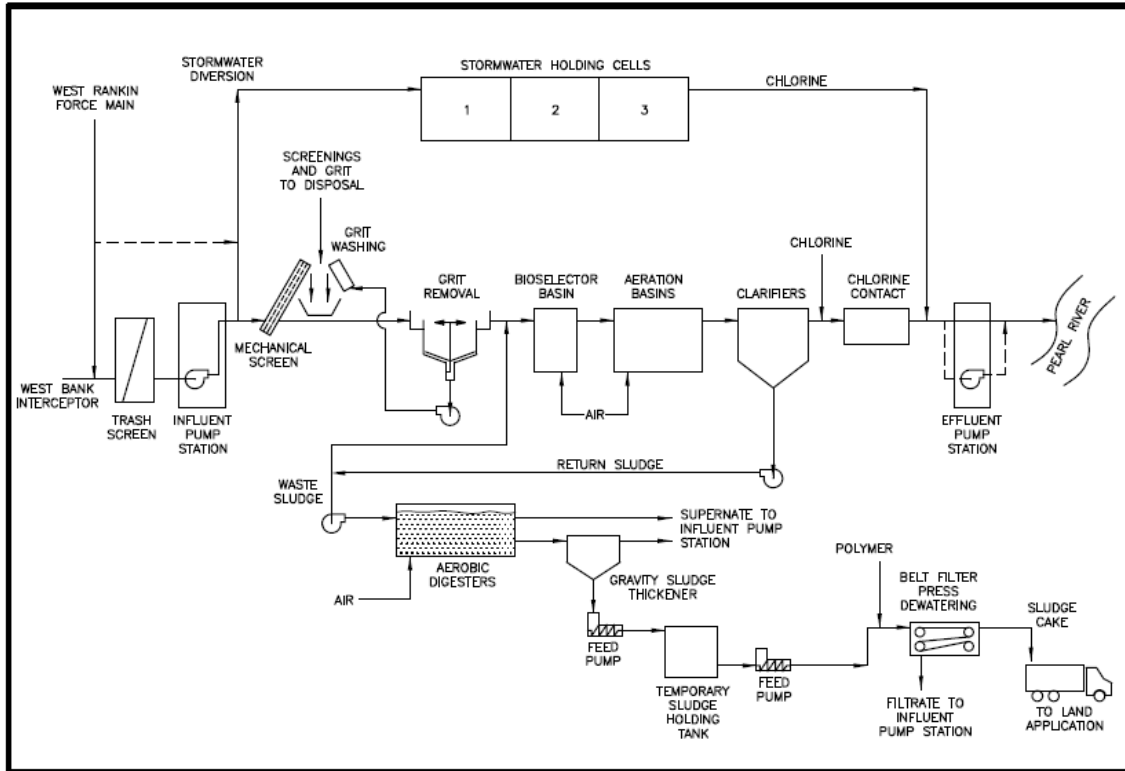 STORMWATER
DIVERSION
STORMWATER HOLDING CELLS
CHLORINE
WEST RANKIN
FORCE MAIN
1
2
3
SCREENINGS
AND GRIT
TO DISPOSAL
GRIT
WASHING
CHLORINE
GRIT
REMOVAL
BIOSELECTOR
BASIN
AERATION
BASINS
CLARIFIERS
CHLORINE
CONTACT
MECHANICAL
SCREEN
PEARL RIVER
WEST BANK
INTERCEPTOR
TRASH
SCREEN
INFLUENT
PUMP
STATION
AIR
EFFLUENT
PUMP
STATION
RETURN SLUDGE
WASTE
SLUDGE
SUPERNATE TO
INFLUENT PUMP
STATION
AEROBIC
DIGESTERS
AIR
GRAVITY SLUDGE
THICKENER
POLYMER
BELT FILTER
PRESS
DEWATERING
SLUDGE
CAKE
FEED
PUMP
TEMPORARY
SLUDGE
HOLDING
TANK
FEED
PUMP
FILTRATE TO
INFLUENT
PUMP STATION
TO LAND
APPLICATION